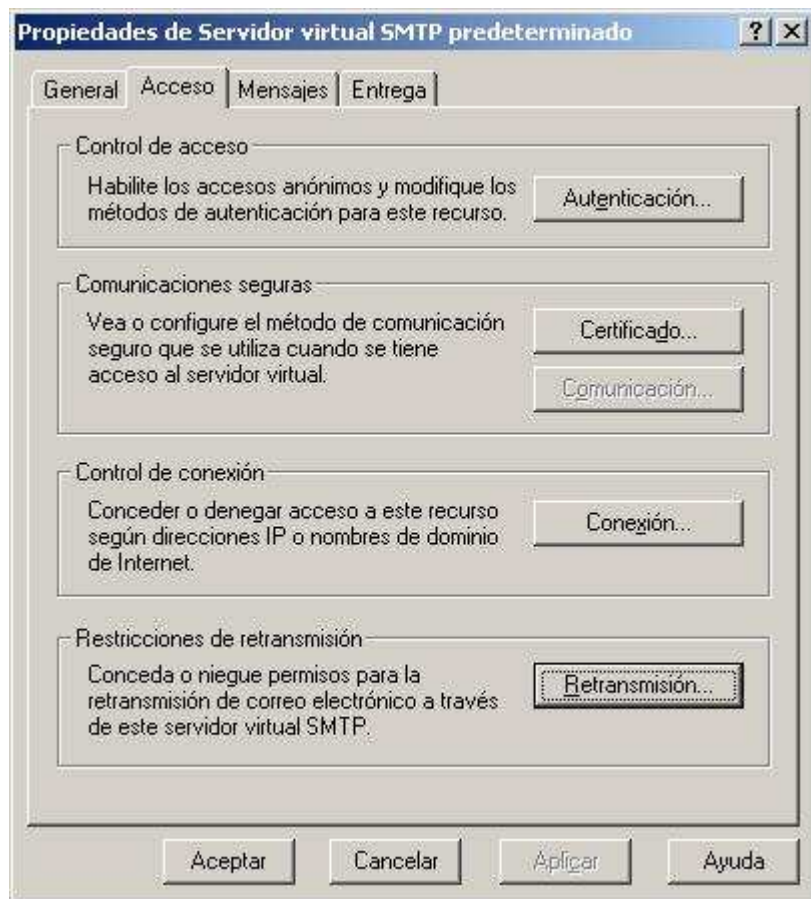 Propiedades de Servidor virtual SMTP predeterminado
General Acceso Mensajes Entrega
Control de acceso
Habilite los accesos anónimos y modifique los
métodos de autenticación para este recurso.
Autenticación...
Comunicaciones seguras
Vea o configure el método de comunicación
seguro que se utiliza cuando se tiene
acceso al servidor virtual.
Certificado...
Comunicación...
Control de conexión
Conceder o denegar acceso a este recurso
según direcciones IP o nombres de dominio
de Internet.
Conexión...
Restricciones de retransmisión
Conceda o niegue permisos para la
retransmisión de correo electrónico a través
de este servidor virtual SMTP.
Retransmisión...
Aceptar Cancelar Aplicar Ayuda